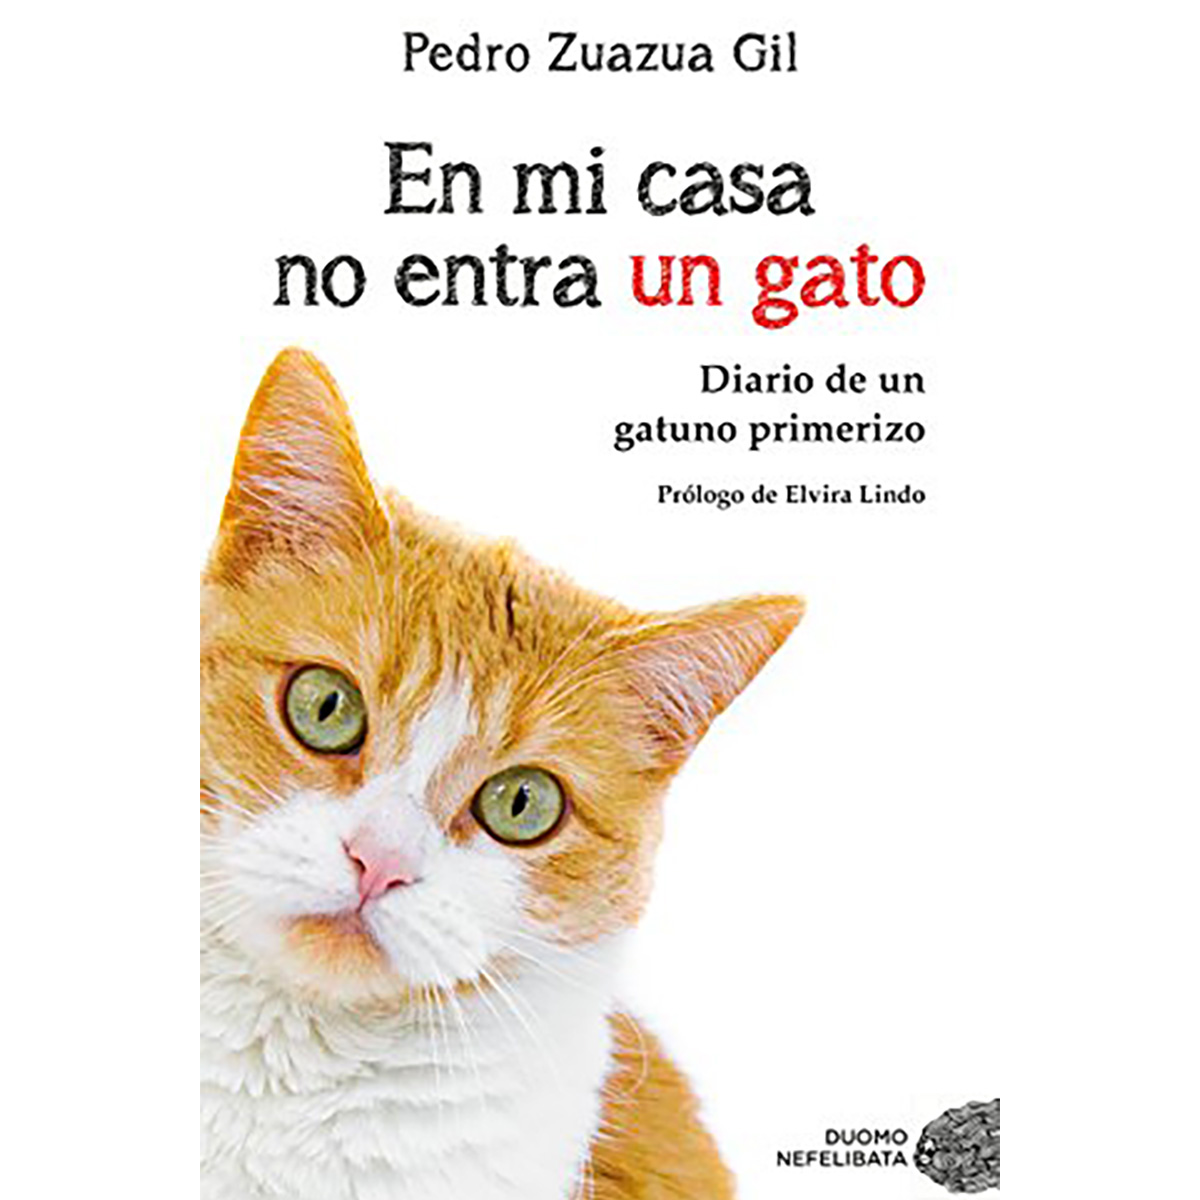 Pedro Zuazua Gil
En mi casa
no entra un gato
Diario de un
gatuno primerizo
Prólogo de Elvira Lindo
DUOMO
NEFELIBATA